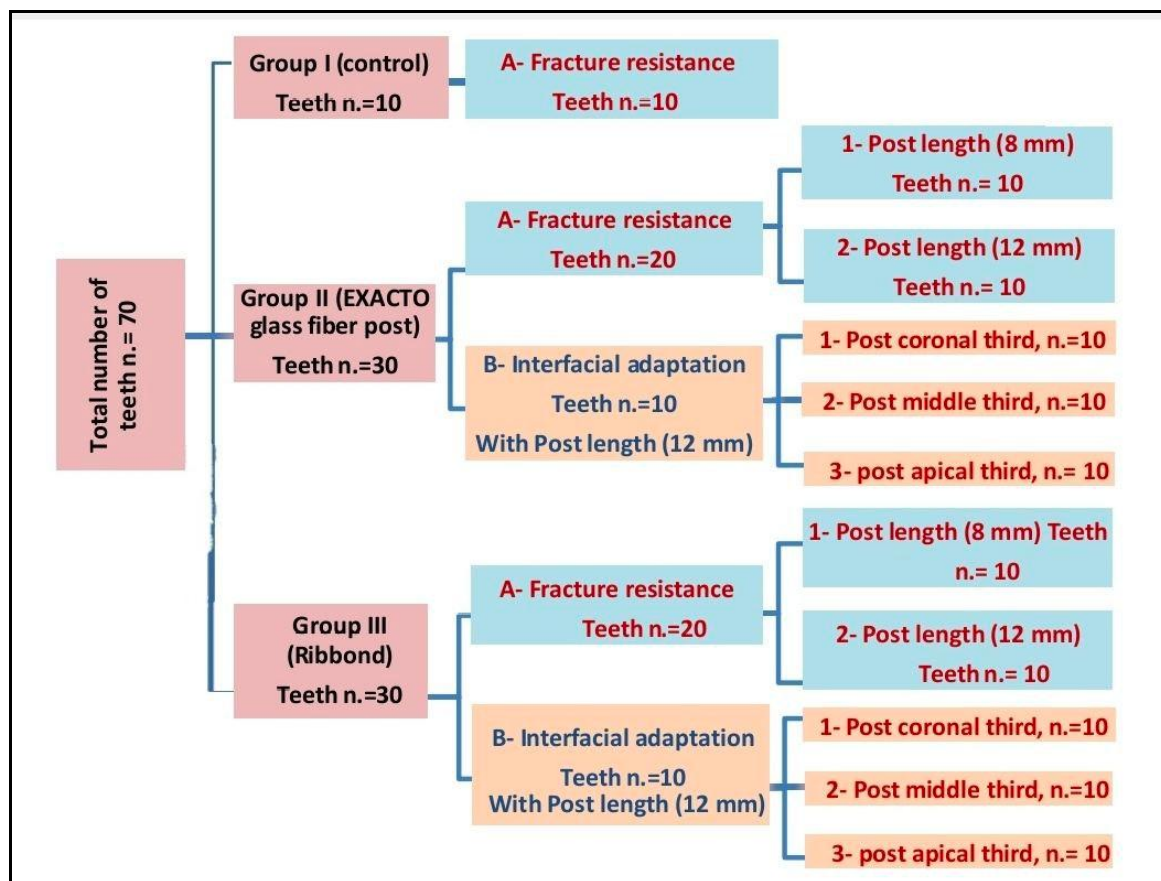 Total number of
teeth n.= 70
Group I (control)
Teeth n.=10
A- Fracture resistance
Teeth n.=10
Group II (EXACTO
glass fiber post)
Teeth n.=30
A- Fracture resistance
Teeth n.=20
1- Post length (8 mm)
Teeth n.= 10
2- Post length (12 mm)
Teeth n.= 10
B- Interfacial adaptation
Teeth n.=10
With Post length (12 mm)
1- Post coronal third, n.=10
2- Post middle third, n.=10
3- post apical third, n.= 10
Group III
(Ribbond)
Teeth n.=30
A- Fracture resistance
Teeth n.=20
1- Post length (8 mm) Teeth
n.= 10
2- Post length (12 mm)
Teeth n.= 10
B- Interfacial adaptation
Teeth n.=10
With Post length (12 mm)
1- Post coronal third, n.=10
2- Post middle third, n.=10
3- post apical third, n.= 10